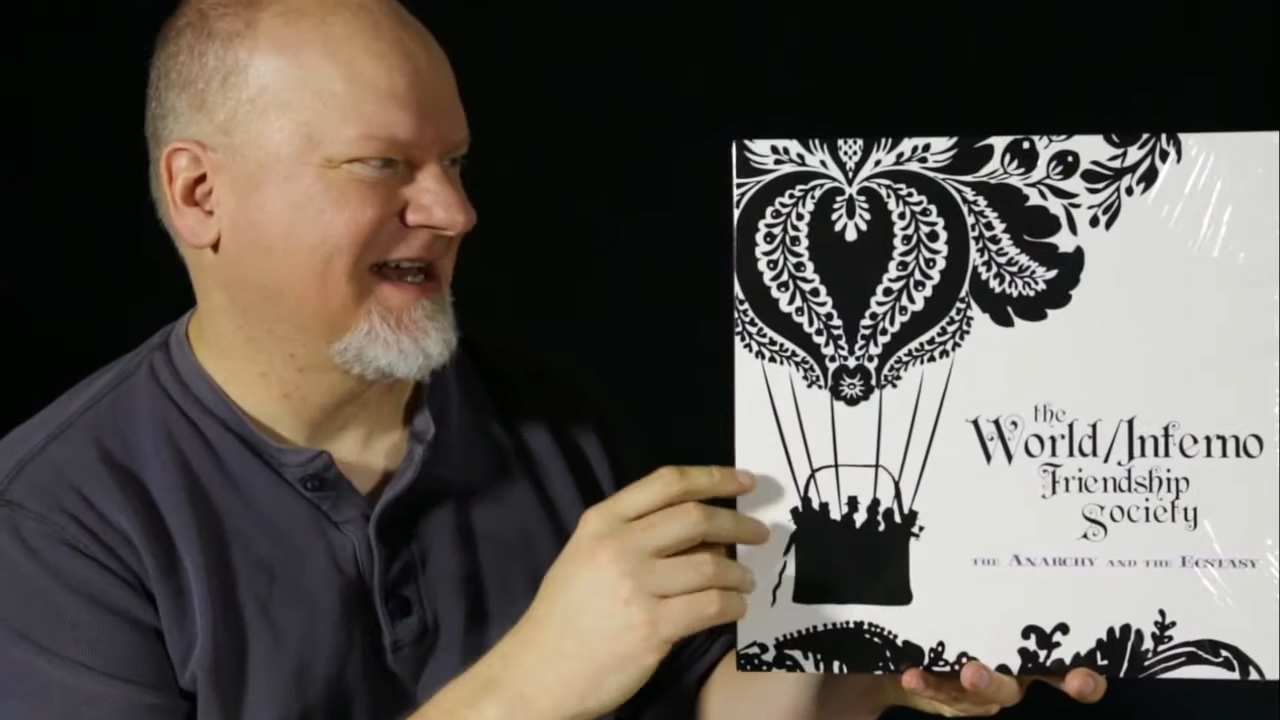 the
World/Inferno
Friendship
Society
THE ANARCHY AND THE ECSTASY